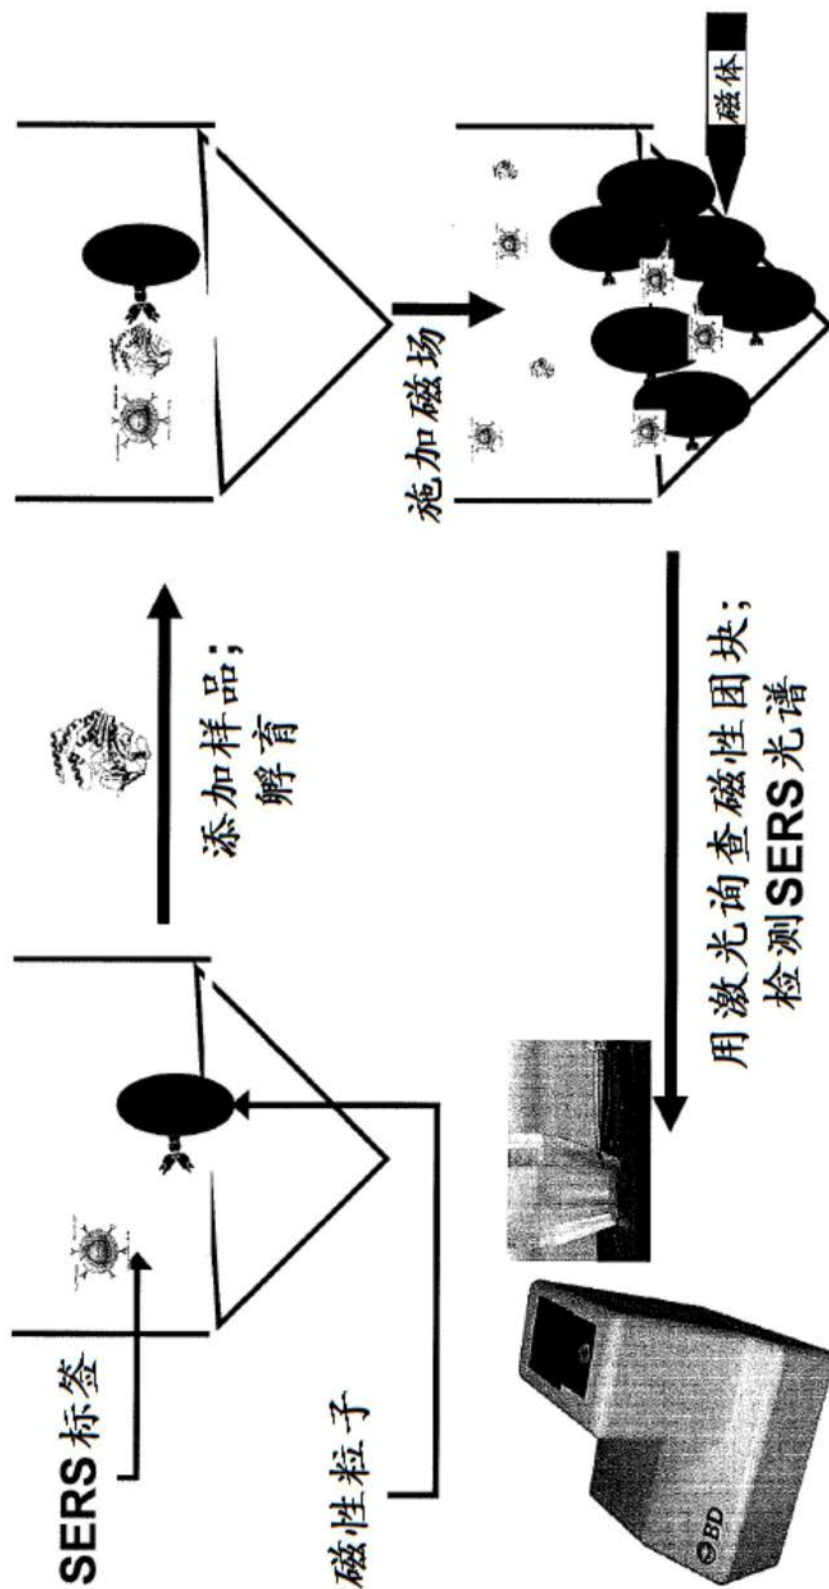 SERS标签
磁性粒子
添加样品；
孵育
施加磁场
磁体
用激光询查磁性团块；
检测SERS光谱
BD